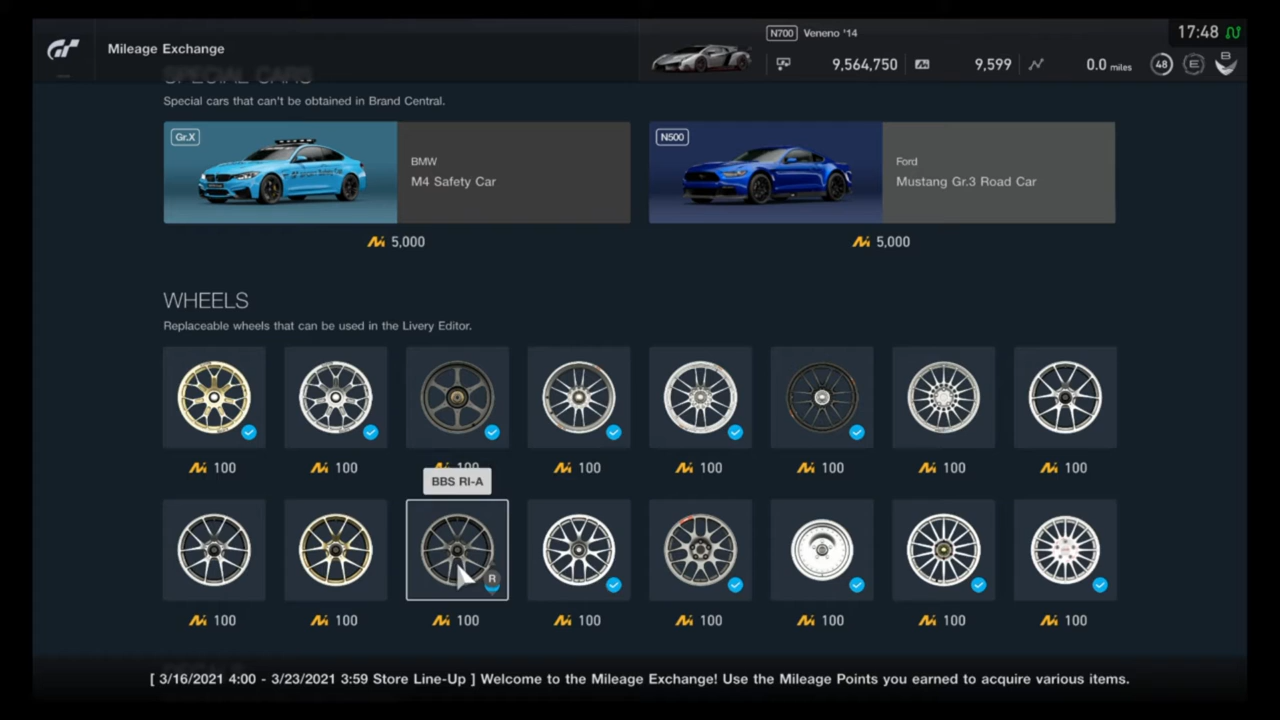 Mileage Exchange
N700 Veneno '14
17:48
9,564,750 9,599 0.0 miles 48 E B
SPECIAL CARS
Special cars that can't be obtained in Brand Central.
Gr.X
BMW
M4 Safety Car
N500
Ford
Mustang Gr.3 Road Car
5,000 5,000
WHEELS
Replaceable wheels that can be used in the Livery Editor.
100 100 100 100 100 100 100 100
BBS RI-A
R
100 100 100 100 100 100 100 100
[ 3/16/2021 4:00 - 3/23/2021 3:59 Store Line-Up ] Welcome to the Mileage Exchange! Use the Mileage Points you earned to acquire various items.